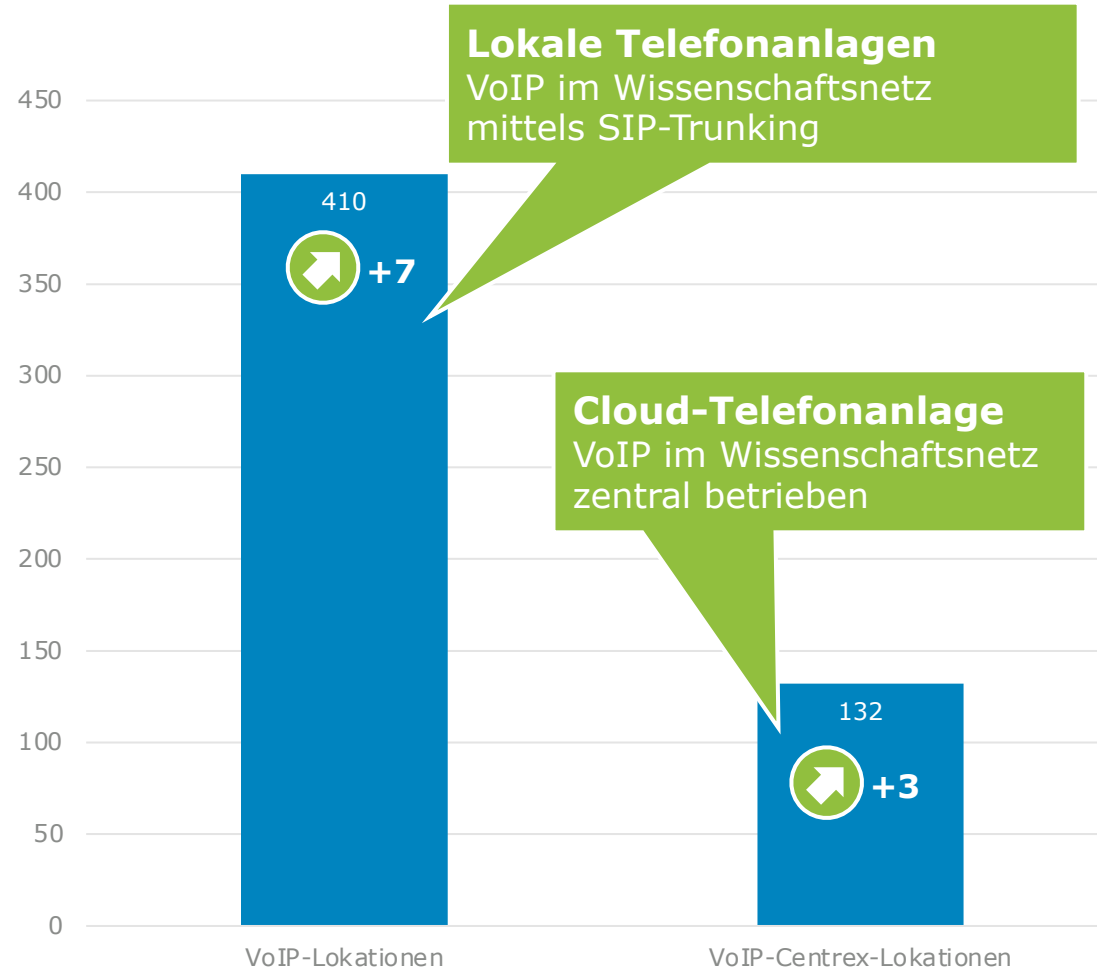 Lokale Telefonanlagen
VoIP im Wissenschaftsnetz
mittels SIP-Trunking
450
400
350
300
250
200
150
100
50
0
410
+7
Cloud-Telefonanlage
VoIP im Wissenschaftsnetz
zentral betrieben
132
+3
VoIP-Lokationen
VoIP-Centrex-Lokationen